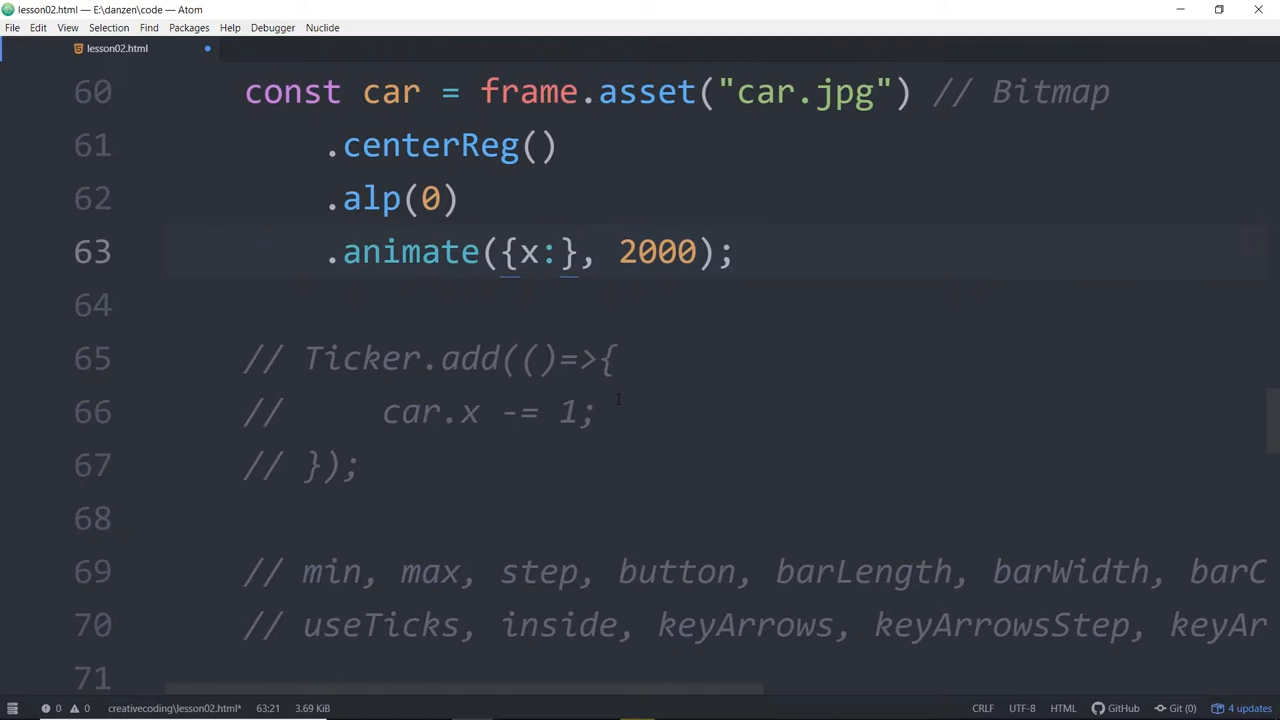 lesson02.html — E:\danzen\code — Atom
File Edit View Selection Find Packages Help Debugger Nuclide
lesson02.html
60 const car = frame.asset("car.jpg") // Bitmap
61 .centerReg()
62 .alp(0)
63 .animate({x:}, 2000);
64
65 // Ticker.add(()=>{
66 // car.x -= 1;
67 // });
68
69 // min, max, step, button, barLength, barWidth, barC
70 // useTicks, inside, keyArrows, keyArrowsStep, keyAr
71
0 0 creativecoding\lesson02.html* 63:21 3.69 KiB CRLF UTF-8 HTML GitHub Git (0) 4 updates